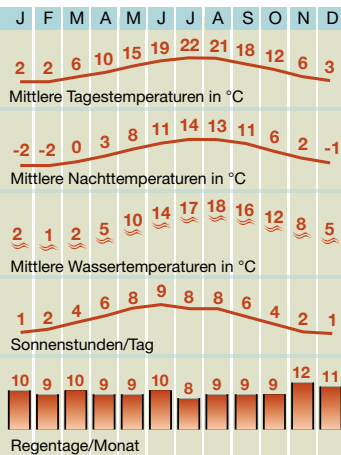 J F M A M J J A S O N D
2 2 6 10 15 19 22 21 18 12 6 3
Mittlere Tagestemperaturen in °C
-2 -2 0 3 8 11 14 13 11 6 2 -1
Mittlere Nachttemperaturen in °C
2 1 2 5 10 14 17 18 16 12 8 5
Mittlere Wassertemperaturen in °C
1 2 4 6 8 9 8 8 6 4 2 1
Sonnenstunden/Tag
10 9 10 9 9 10 8 9 9 9 12 11
Regentage/Monat